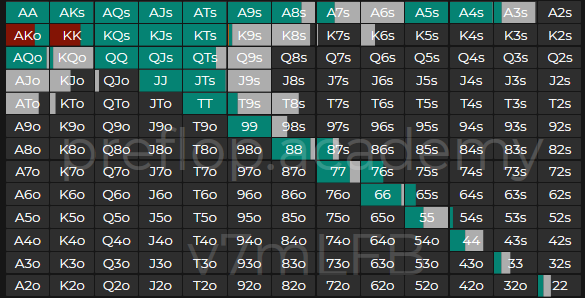 AA AKs AQs AJs ATs A9s A8s A7s A6s A5s A4s A3s A2s
AKo KK KQs KJs KTs K9s K8s K7s K6s K5s K4s K3s K2s
AQo KQo QQ QJs QTs Q9s Q8s Q7s Q6s Q5s Q4s Q3s Q2s
AJo KJo QJo JJ JTs J9s J8s J7s J6s J5s J4s J3s J2s
ATo KTo QTo JTo TT T9s T8s T7s T6s T5s T4s T3s T2s
A9o K9o Q9o J9o T9o 99 98s 97s 96s 95s 94s 93s 92s
A8o K8o Q8o J8o T8o 98o 88 87s 86s 85s 84s 83s 82s
preflop.academy
A7o K7o Q7o J7o T7o 97o 87o 77 76s 75s 74s 73s 72s
A6o K6o Q6o J6o T6o 96o 86o 76o 66 65s 64s 63s 62s
A5o K5o Q5o J5o T5o 95o 85o 75o 65o 55 54s 53s 52s
A4o K4o Q4o J4o T4o 94o 84o 74o 64o 54o 44 43s 42s
v7mLFB
A3o K3o Q3o J3o T3o 93o 83o 73o 63o 53o 43o 33 32s
A2o K2o Q2o J2o T2o 92o 82o 72o 62o 52o 42o 32o 22